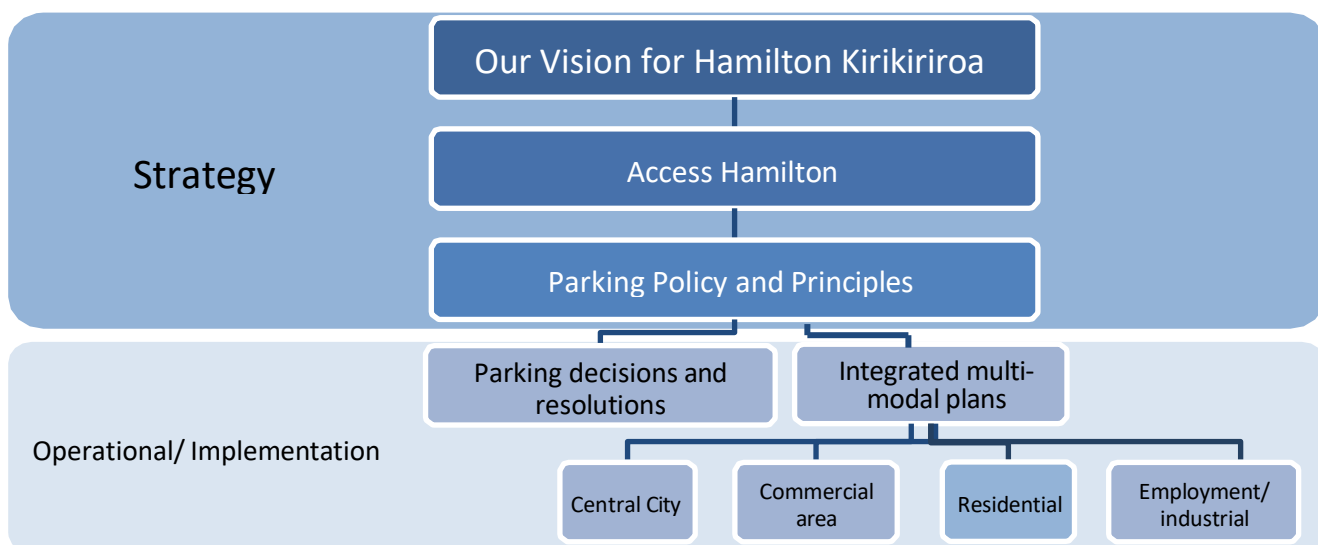 Our Vision for Hamilton Kirikiriroa
Strategy
Access Hamilton
Parking Policy and Principles
Parking decisions and
resolutions
Integrated multi-
modal plans
Operational/ Implementation
Central City
Commercial
area
Residential
Employment/
industrial